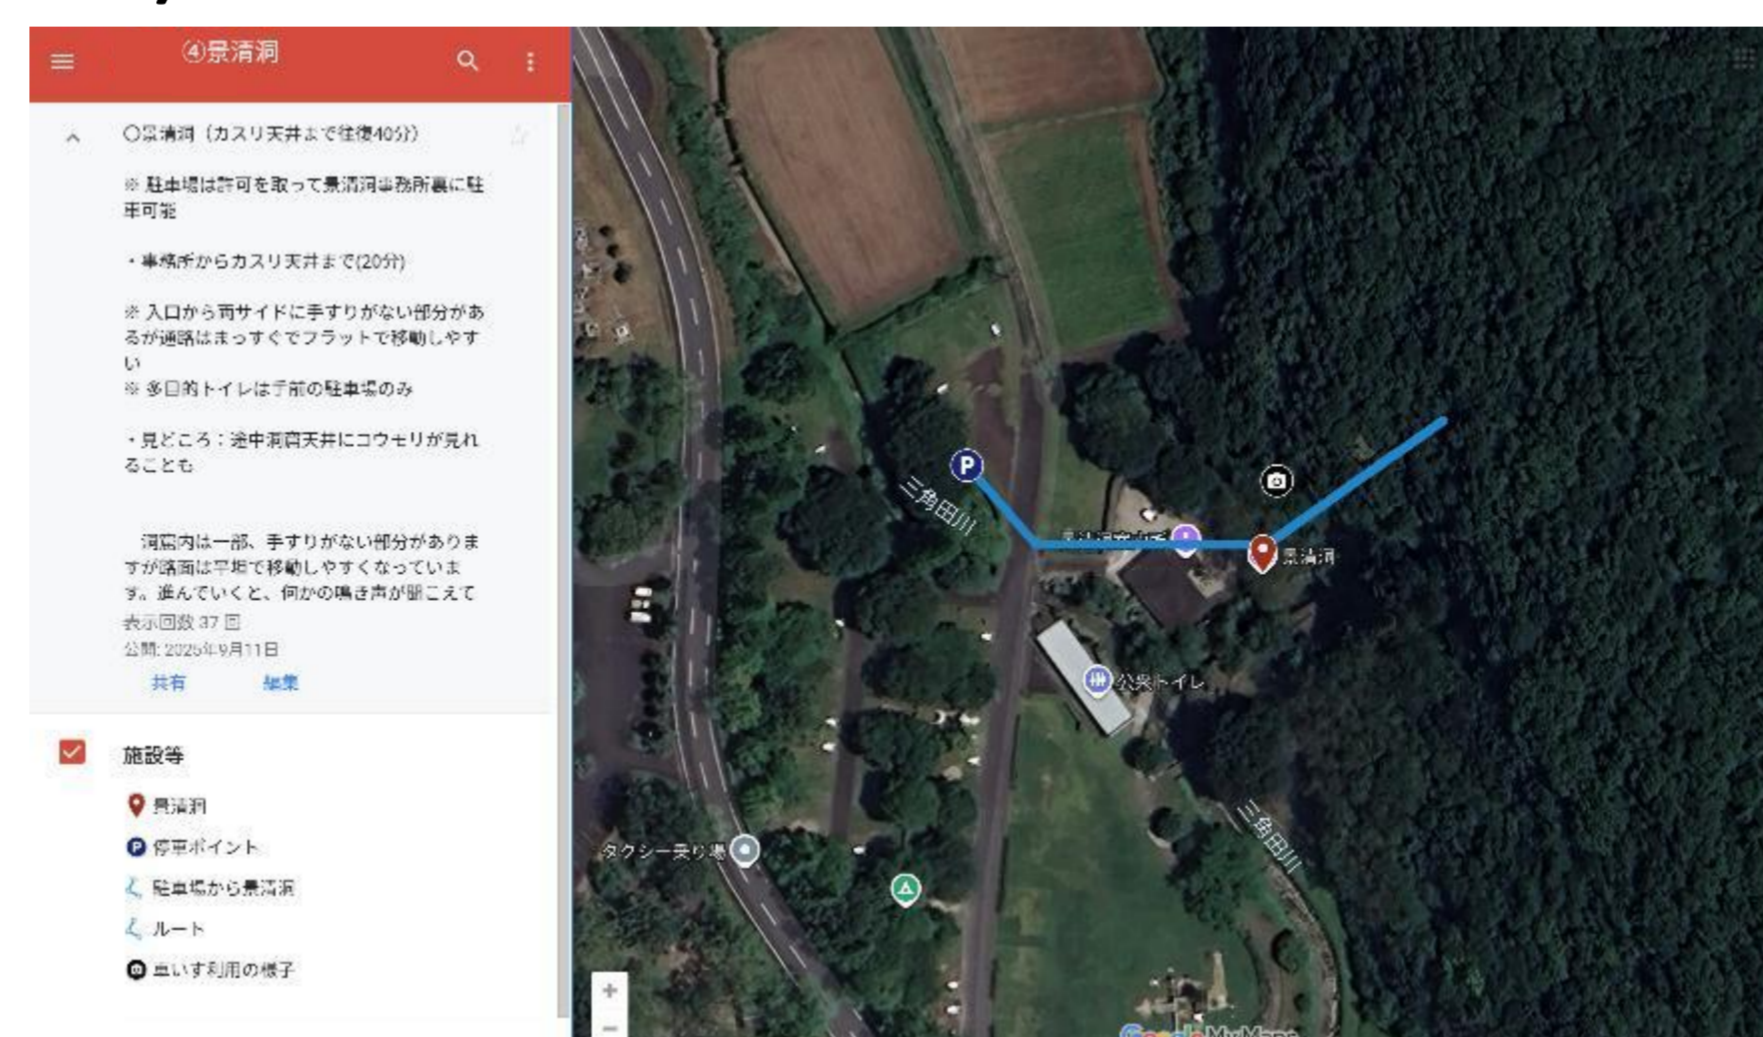 ④景清洞
○景清洞（カスリ天井まで往復40分）
※ 駐車場は許可を取って景清洞事務所裏に駐
車可能
・事務所からカスリ天井まで(20分)
※ 入口から両サイドに手すりがない部分があ
るが通路はまっすぐでフラットで移動しやす
い
※ 多目的トイレは手前の駐車場のみ
・見どころ：途中洞窟天井にコウモリが見れ
ることも
洞窟内は一部、手すりがない部分がありま
すが路面は平坦で移動しやすくなっていま
す。進んでいくと、何かの鳴き声が聞こえて
表示回数 37 回
公開: 2025年9月11日
共有 編集
施設等
景清洞
停車ポイント
駐車場から景清洞
ルート
車いす利用の様子
P
三角田川
景清洞
公衆トイレ
三角田川
タクシー乗り場
Google My Maps